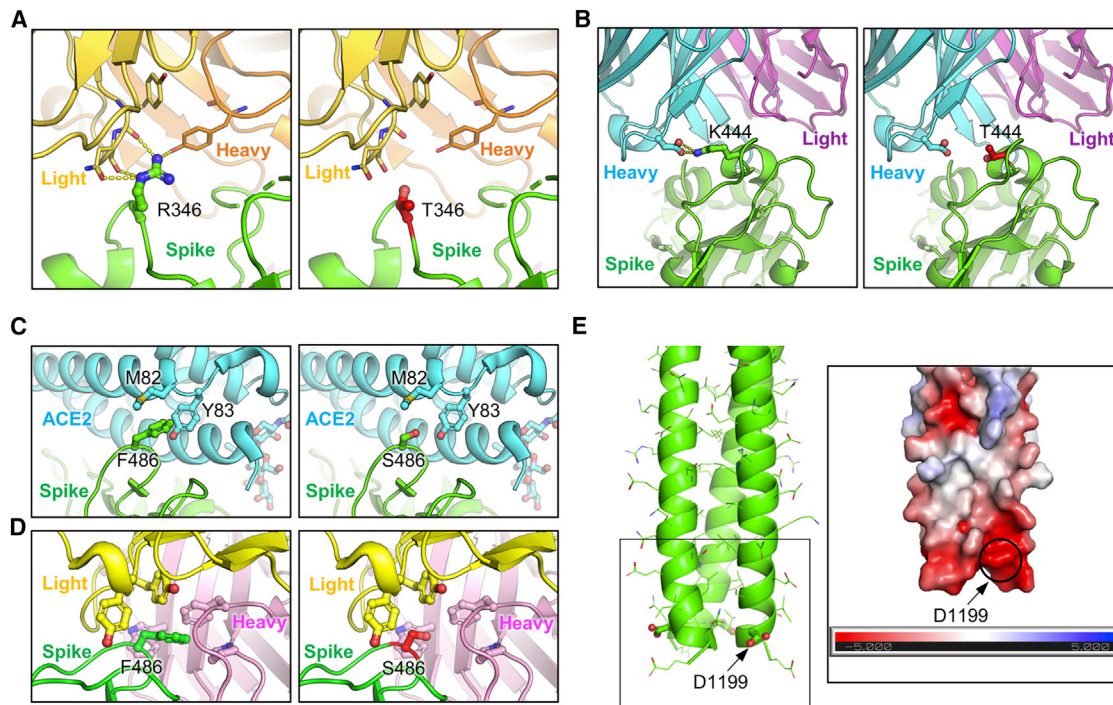 A
Heavy
Light
R346
Spike
Heavy
Light
T346
Spike
B
K444
Light
Heavy
Spike
T444
Light
Heavy
Spike
C
M82
Y83
ACE2
F486
Spike
M82
Y83
ACE2
S486
Spike
D
Light
Heavy
Spike
F486
Light
Heavy
Spike
S486
E
D1199
D1199
-5.000 5.000